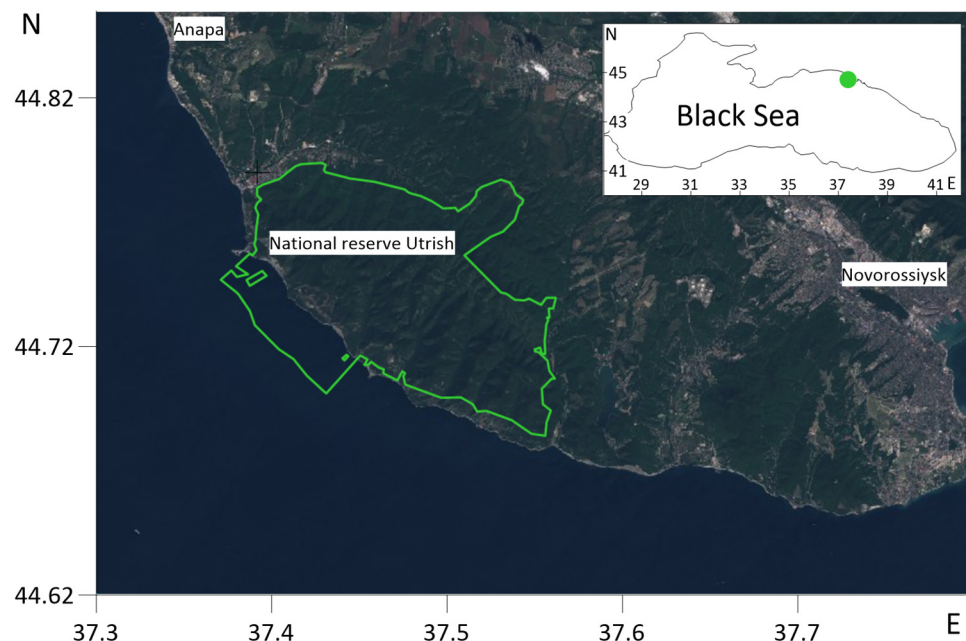 N
Anapa
44.82
N
45
43
41
Black Sea
29 31 33 35 37 39 41 E
National reserve Utrish
Novorossiysk
44.72
44.62
37.3 37.4 37.5 37.6 37.7 E